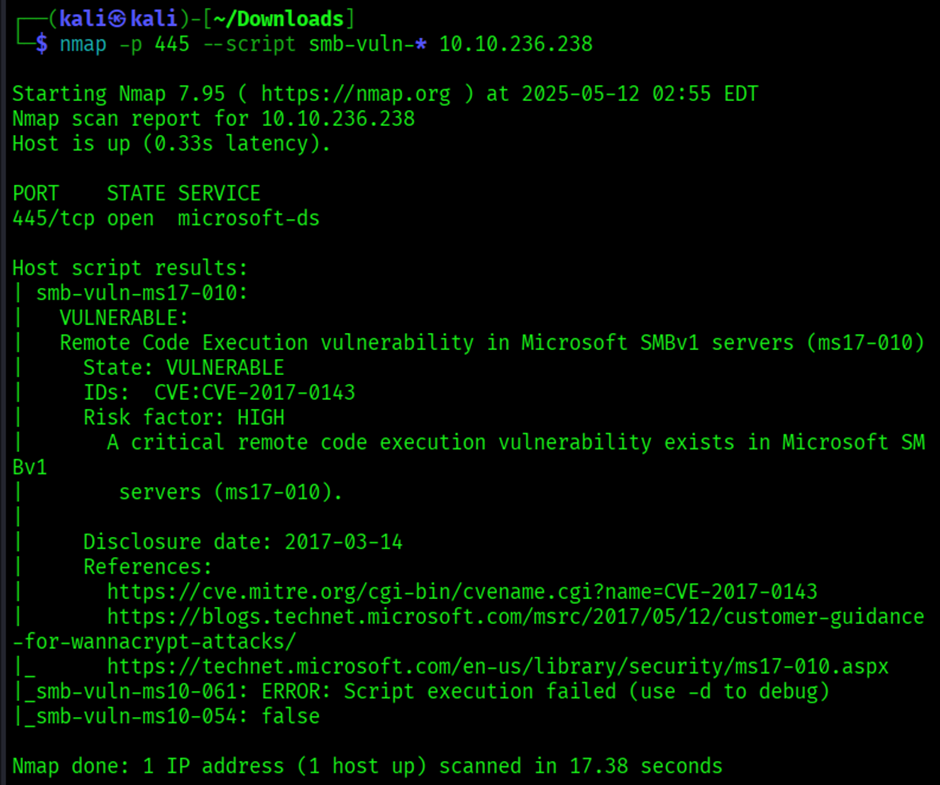 ┌──(kali㉿kali)-[~/Downloads]
└─$ nmap -p 445 --script smb-vuln-* 10.10.236.238
Starting Nmap 7.95 ( https://nmap.org ) at 2025-05-12 02:55 EDT
Nmap scan report for 10.10.236.238
Host is up (0.33s latency).
PORT    STATE SERVICE
445/tcp open  microsoft-ds
Host script results:
| smb-vuln-ms17-010:
|   VULNERABLE:
|   Remote Code Execution vulnerability in Microsoft SMBv1 servers (ms17-010)
|     State: VULNERABLE
|     IDs:  CVE:CVE-2017-0143
|     Risk factor: HIGH
|       A critical remote code execution vulnerability exists in Microsoft SM
Bv1
|        servers (ms17-010).
|
|     Disclosure date: 2017-03-14
|     References:
|       https://cve.mitre.org/cgi-bin/cvename.cgi?name=CVE-2017-0143
|       https://blogs.technet.microsoft.com/msrc/2017/05/12/customer-guidance
-for-wannacrypt-attacks/
|_      https://technet.microsoft.com/en-us/library/security/ms17-010.aspx
|_smb-vuln-ms10-061: ERROR: Script execution failed (use -d to debug)
|_smb-vuln-ms10-054: false
Nmap done: 1 IP address (1 host up) scanned in 17.38 seconds